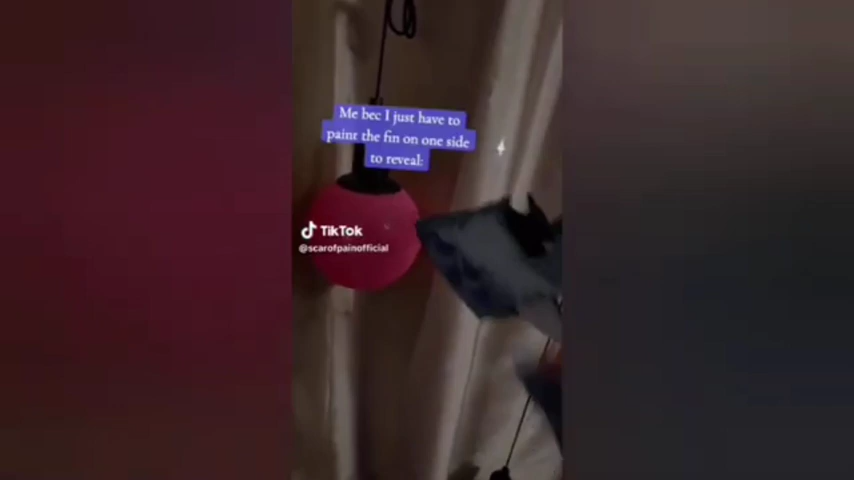 Me bec I just have to
paint the fin on one side
to reveal:
TikTok
@scarofpainofficial